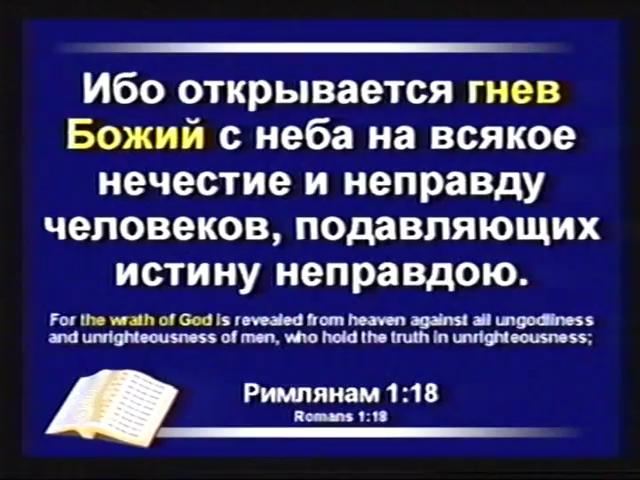 Ибо открывается гнев
Божий с неба на всякое
нечестие и неправду
человеков, подавляющих
истину неправдою.
For the wrath of God is revealed from heaven against all ungodliness
and unrighteousness of men, who hold the truth in unrighteousness;
Римлянам 1:18
Romans 1:18